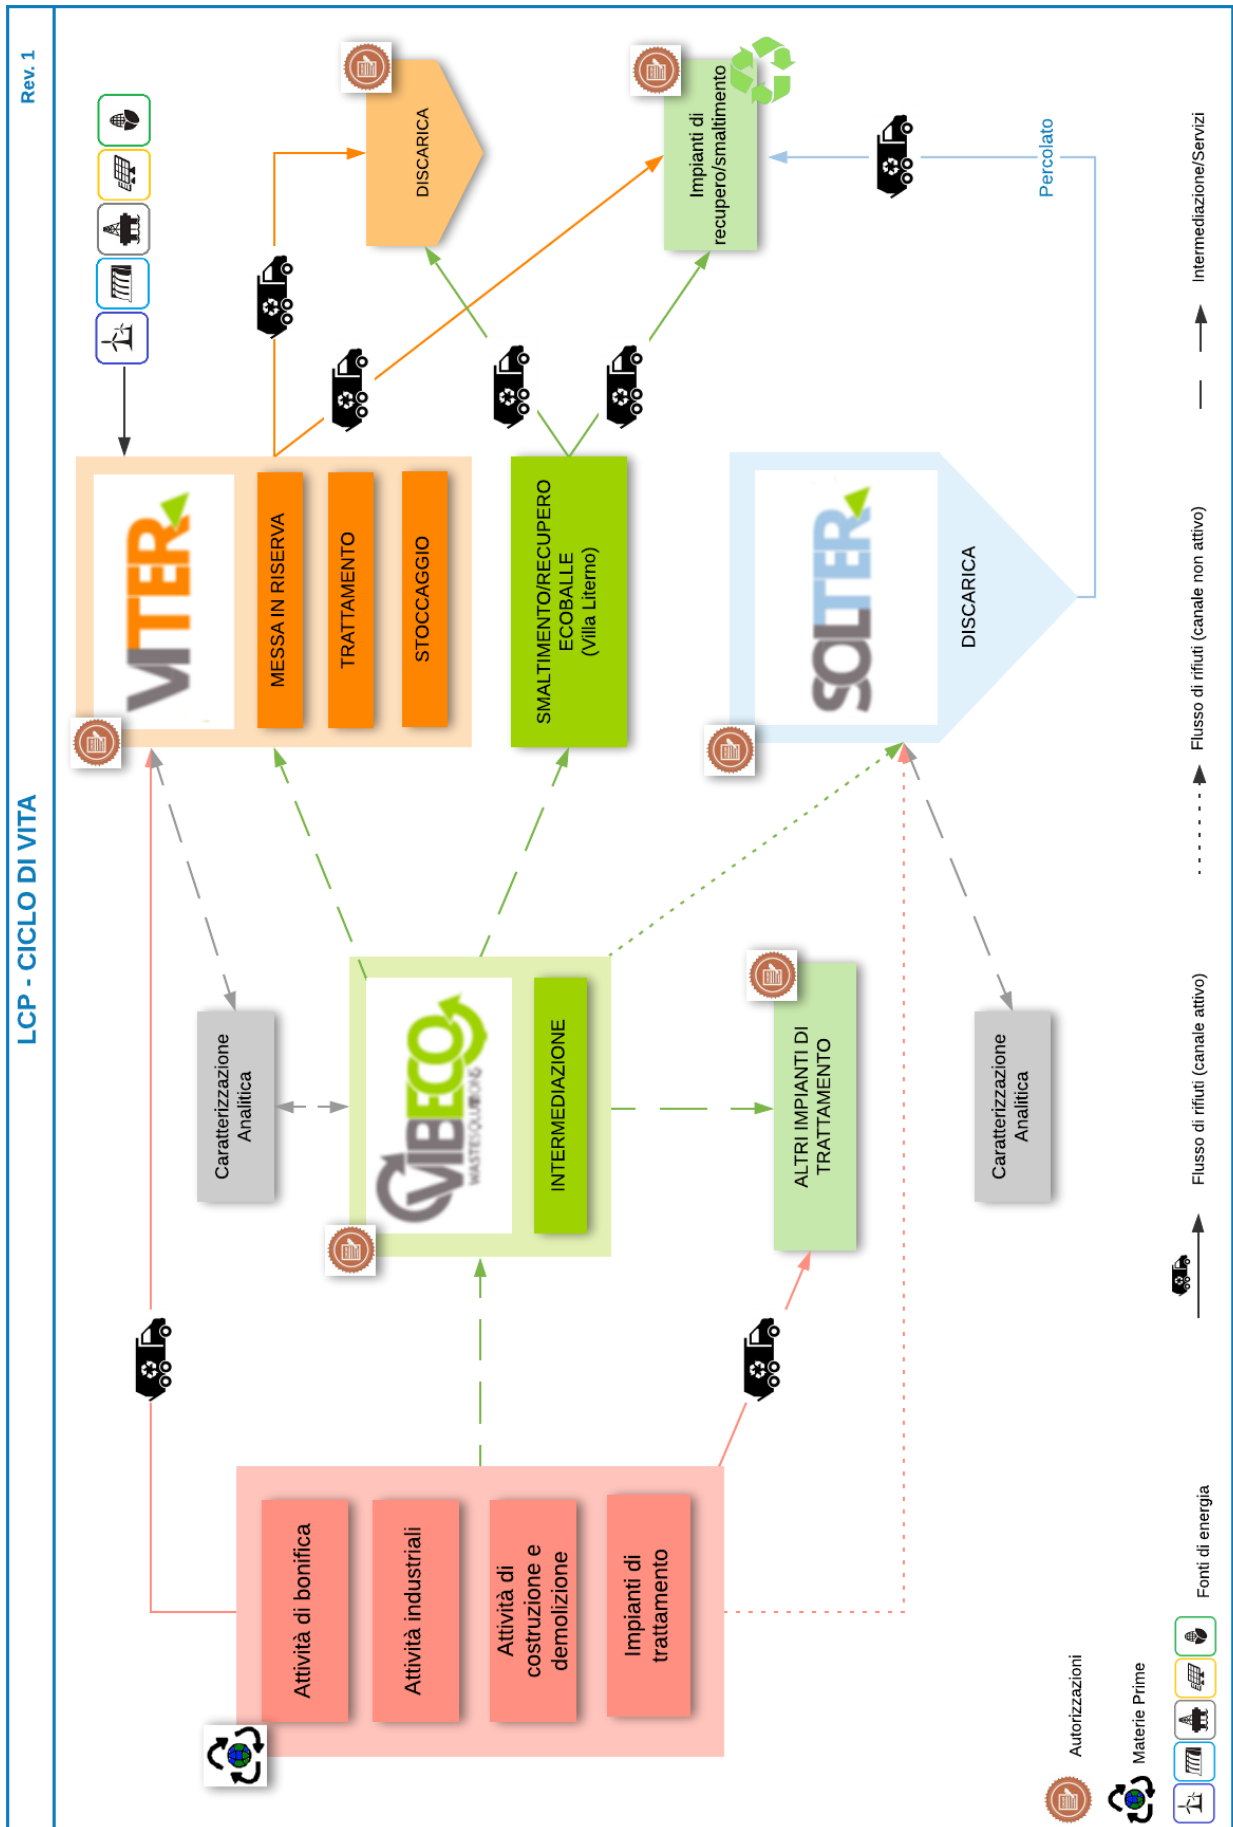 LCP - CICLO DI VITA
Rev. 1
Attività di bonifica
Attività industriali
Attività di
costruzione e
demolizione
Impianti di
trattamento
Caratterizzazione
Analitica
VIBECO
WASTESOLUTIONS
INTERMEDIAZIONE
ALTRI IMPIANTI DI
TRATTAMENTO
Caratterizzazione
Analitica
VITER
MESSA IN RISERVA
TRATTAMENTO
STOCCAGGIO
SMALTIMENTO/RECUPERO
ECOBALLE
(Villa Literno)
SOLTER
DISCARICA
DISCARICA
Impianti di
recupero/smaltimento
Percolato
Autorizzazioni
Materie Prime
Fonti di energia
Flusso di rifiuti (canale attivo)
Flusso di rifiuti (canale non attivo)
Intermediazione/Servizi